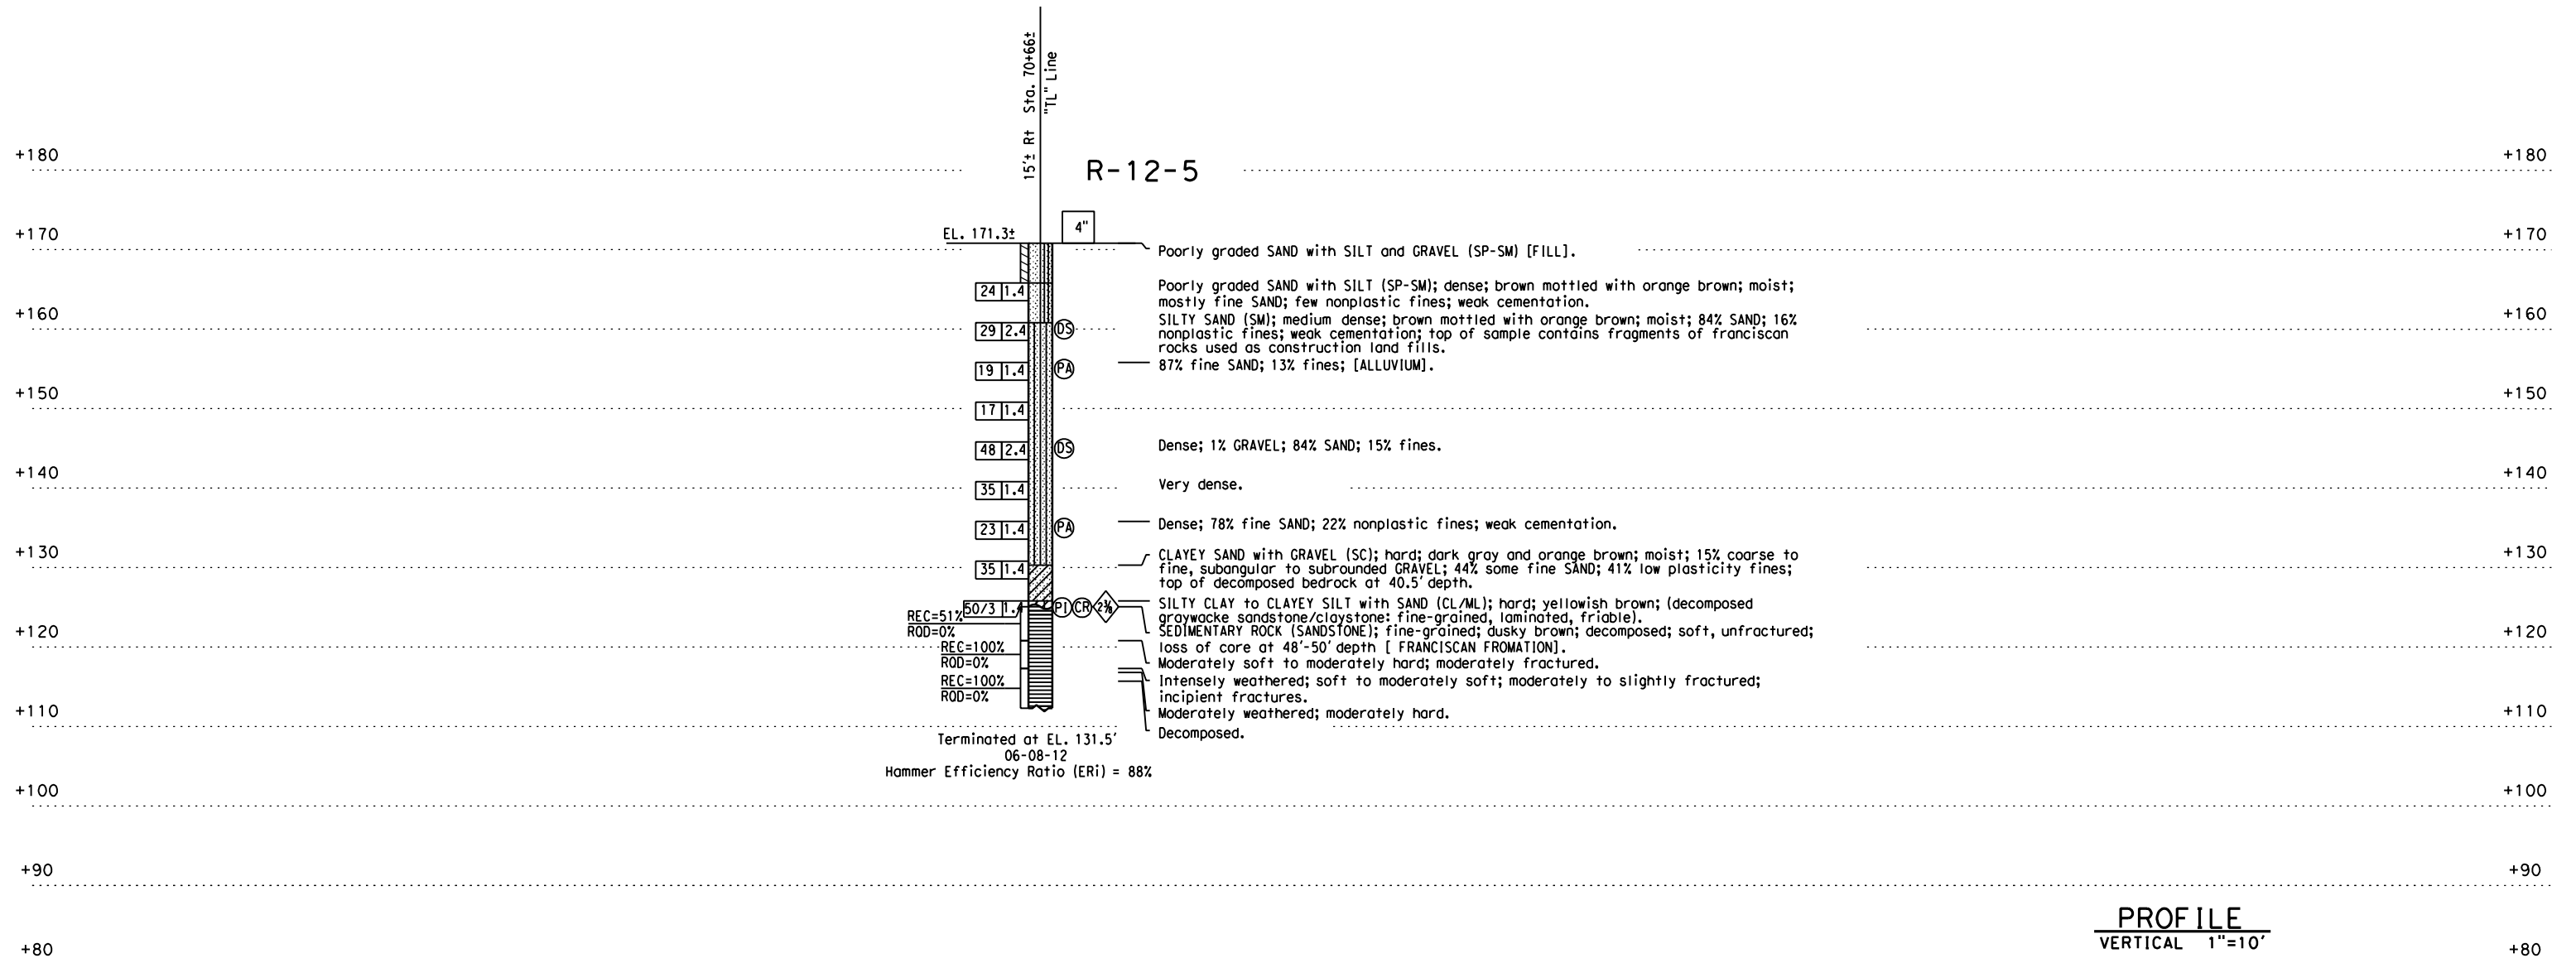 15'± Rt Sta. 70+66±
"TL" Line
+180 +180
R-12-5
4"
+170 +170
EL. 171.3±
Poorly graded SAND with SILT and GRAVEL (SP-SM) [FILL].
24 1.4
Poorly graded SAND with SILT (SP-SM); dense; brown mottled with orange brown; moist;
mostly fine SAND; few nonplastic fines; weak cementation.
+160 +160
29 2.4 DS
SILTY SAND (SM); medium dense; brown mottled with orange brown; moist; 84% SAND; 16%
nonplastic fines; weak cementation; top of sample contains fragments of franciscan
rocks used as construction land fills.
19 1.4 PA
87% fine SAND; 13% fines; [ALLUVIUM].
+150 +150
17 1.4
48 2.4 DS
Dense; 1% GRAVEL; 84% SAND; 15% fines.
+140 +140
35 1.4
Very dense.
23 1.4 PA
Dense; 78% fine SAND; 22% nonplastic fines; weak cementation.
+130 +130
35 1.4
CLAYEY SAND with GRAVEL (SC); hard; dark gray and orange brown; moist; 15% coarse to
fine, subangular to subrounded GRAVEL; 44% some fine SAND; 41% low plasticity fines;
top of decomposed bedrock at 40.5' depth.
50/3 1.4 PI CR 2⅜
SILTY CLAY to CLAYEY SILT with SAND (CL/ML); hard; yellowish brown; (decomposed
graywacke sandstone/claystone: fine-grained, laminated, friable).
REC=51%
RQD=0%
+120 +120
SEDIMENTARY ROCK (SANDSTONE); fine-grained; dusky brown; decomposed; soft, unfractured;
loss of core at 48'-50' depth [ FRANCISCAN FROMATION].
REC=100%
RQD=0%
Moderately soft to moderately hard; moderately fractured.
REC=100%
RQD=0%
Intensely weathered; soft to moderately soft; moderately to slightly fractured;
incipient fractures.
+110 +110
Moderately weathered; moderately hard.
Decomposed.
Terminated at EL. 131.5'
06-08-12
Hammer Efficiency Ratio (ERi) = 88%
+100 +100
+90 +90
PROFILE
VERTICAL 1"=10'
+80 +80